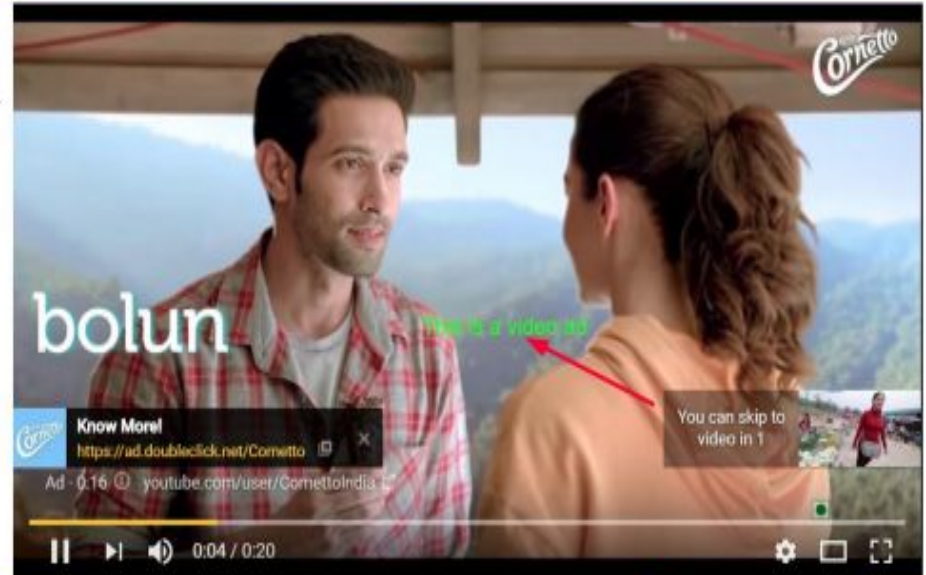 Cornetto
bolun
This is a video ad
You can skip to
video in 1
Cornetto
Know More!
https://ad.doubleclick.net/Cornetto
Ad · 0:16 youtube.com/user/CornettoIndia
0:04 / 0:20